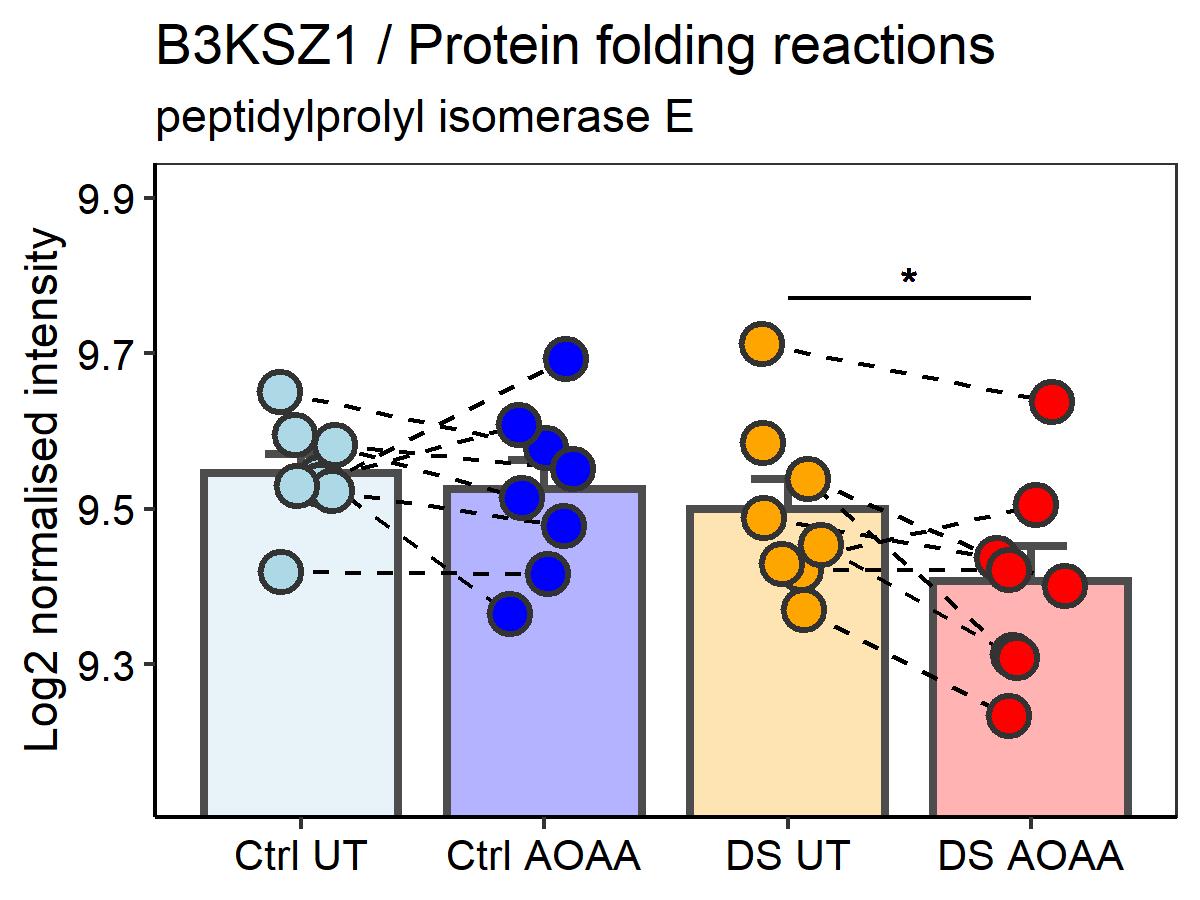 B3KSZ1 / Protein folding reactions
peptidylprolyl isomerase E
Log2 normalised intensity
9.9
9.7
9.5
9.3
*
Ctrl UT
Ctrl AOAA
DS UT
DS AOAA